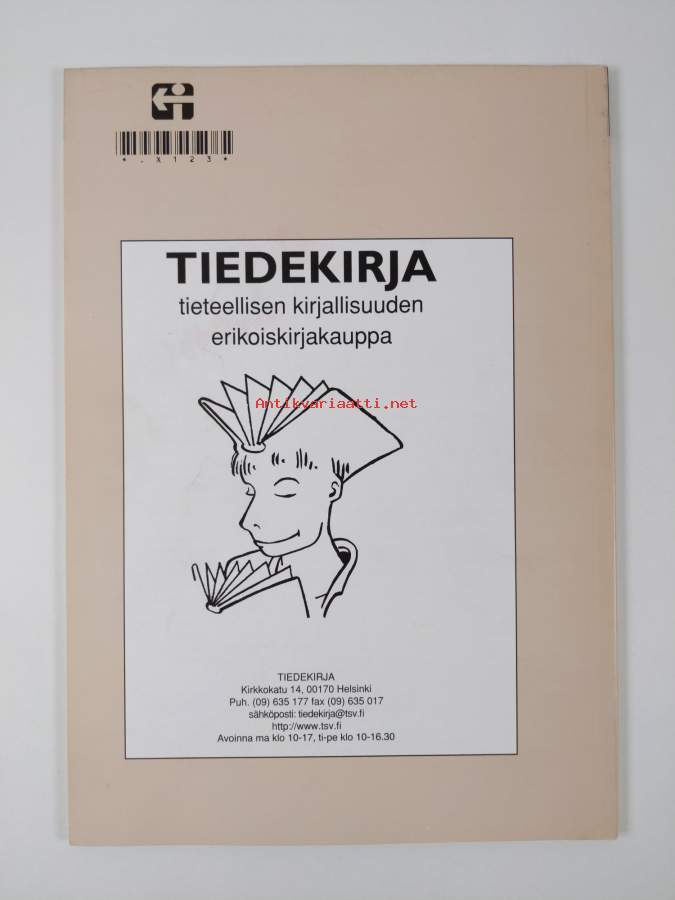 *.X123*
TIEDEKIRJA
tieteellisen kirjallisuuden
erikoiskirjakauppa
Antikvariaatti.net
TIEDEKIRJA
Kirkkokatu 14, 00170 Helsinki
Puh. (09) 635 177 fax (09) 635 017
sähköposti: tiedekirja@tsv.fi
http://www.tsv.fi
Avoinna ma klo 10-17, ti-pe klo 10-16.30